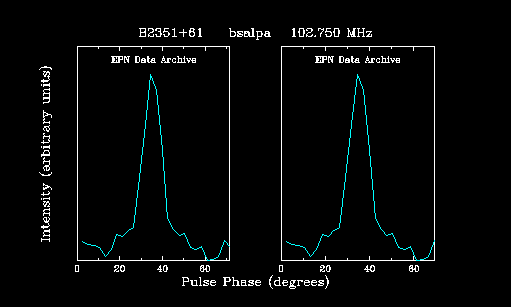 B2351+61 bsalpa 102.750 MHz
EPN Data Archive EPN Data Archive
Intensity (arbitrary units)
0 20 40 60 0 20 40 60
Pulse Phase (degrees)